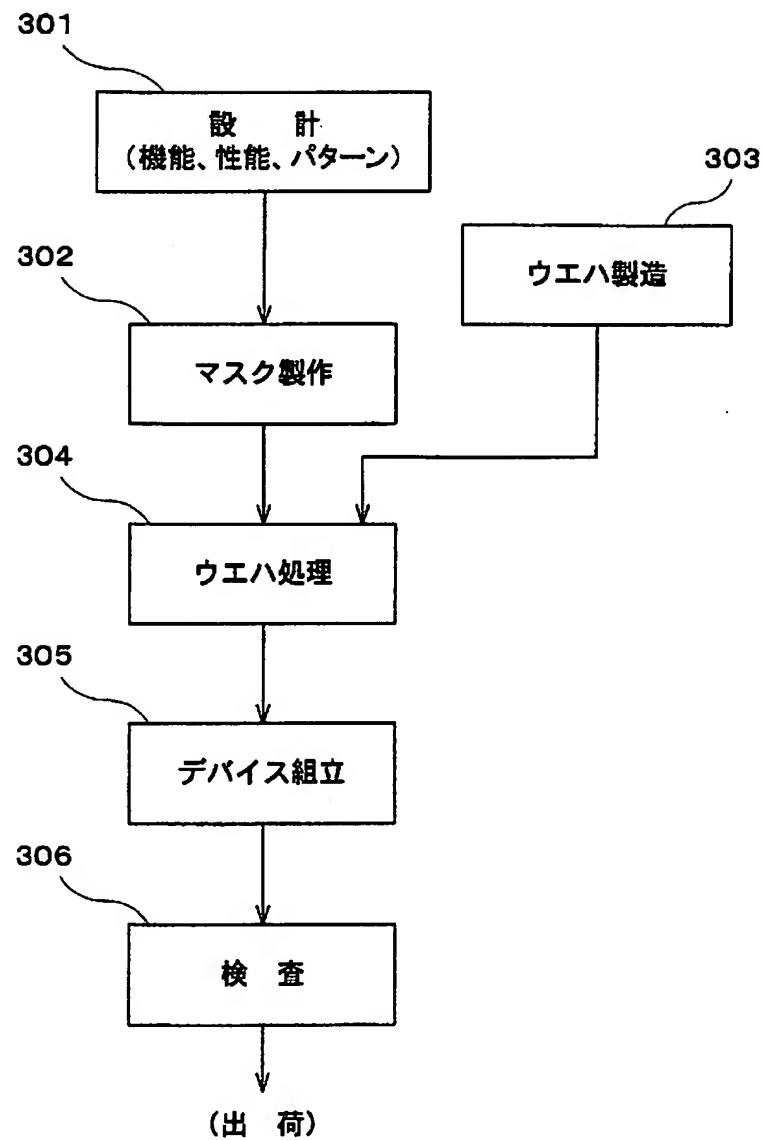 301
設　計
（機能、性能、パターン）
303
ウエハ製造
302
マスク製作
304
ウエハ処理
305
デバイス組立
306
検　査
（出　荷）